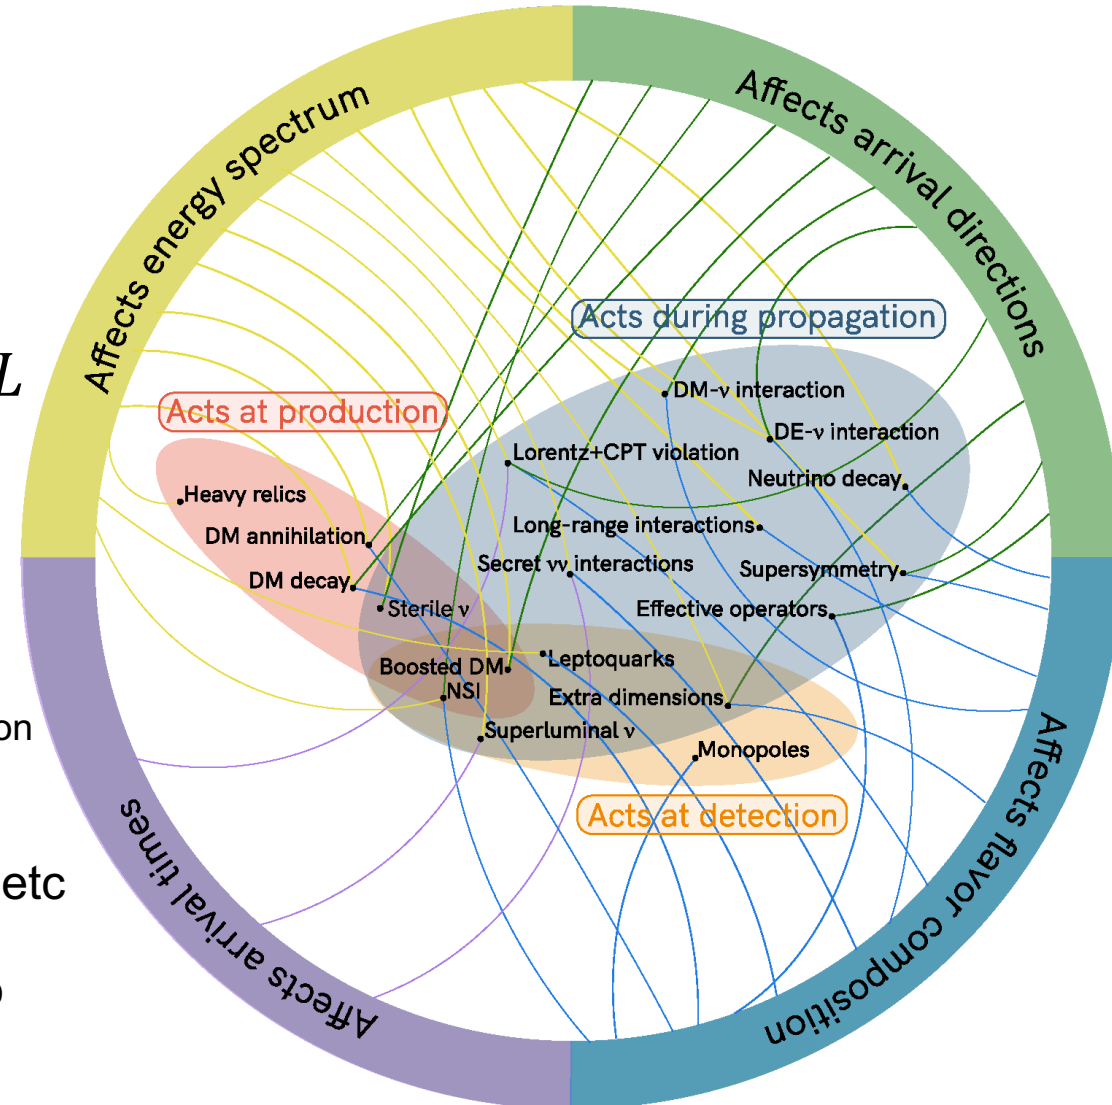 Affects energy spectrum
Affects arrival directions
Acts during propagation
L
DM-ν interaction
Acts at production
DE-ν interaction
Lorentz+CPT violation
Neutrino decay
Heavy relics
Long-range interactions
DM annihilation
Secret νν interactions
Supersymmetry
DM decay
Sterile ν
Effective operators
Boosted DM
Leptoquarks
NSI
Extra dimensions
on
Superluminal ν
Monopoles
Acts at detection
Affects arrival times
Affects flavor composition
etc